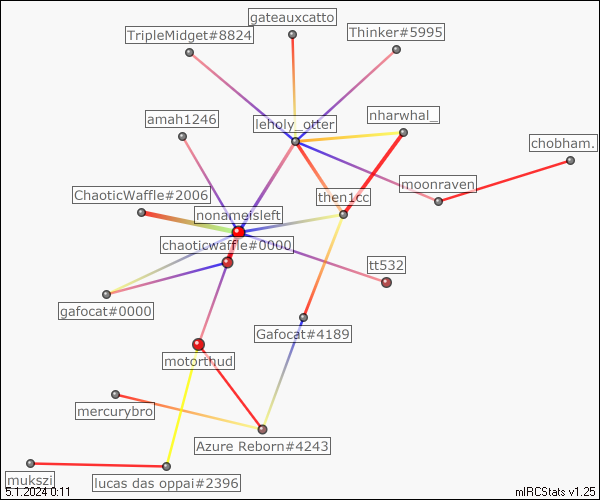 gateauxcatto
TripleMidget#8824
Thinker#5995
amah1246
leholy_otter
nharwhal_
chobham.
ChaoticWaffle#2006
then1cc
moonraven
nonameisleft
chaoticwaffle#0000
tt532
gafocat#0000
Gafocat#4189
motorthud
mercurybro
Azure Reborn#4243
mukszi
lucas das oppai#2396
5.1.2024 0:11
mIRCStats v1.25